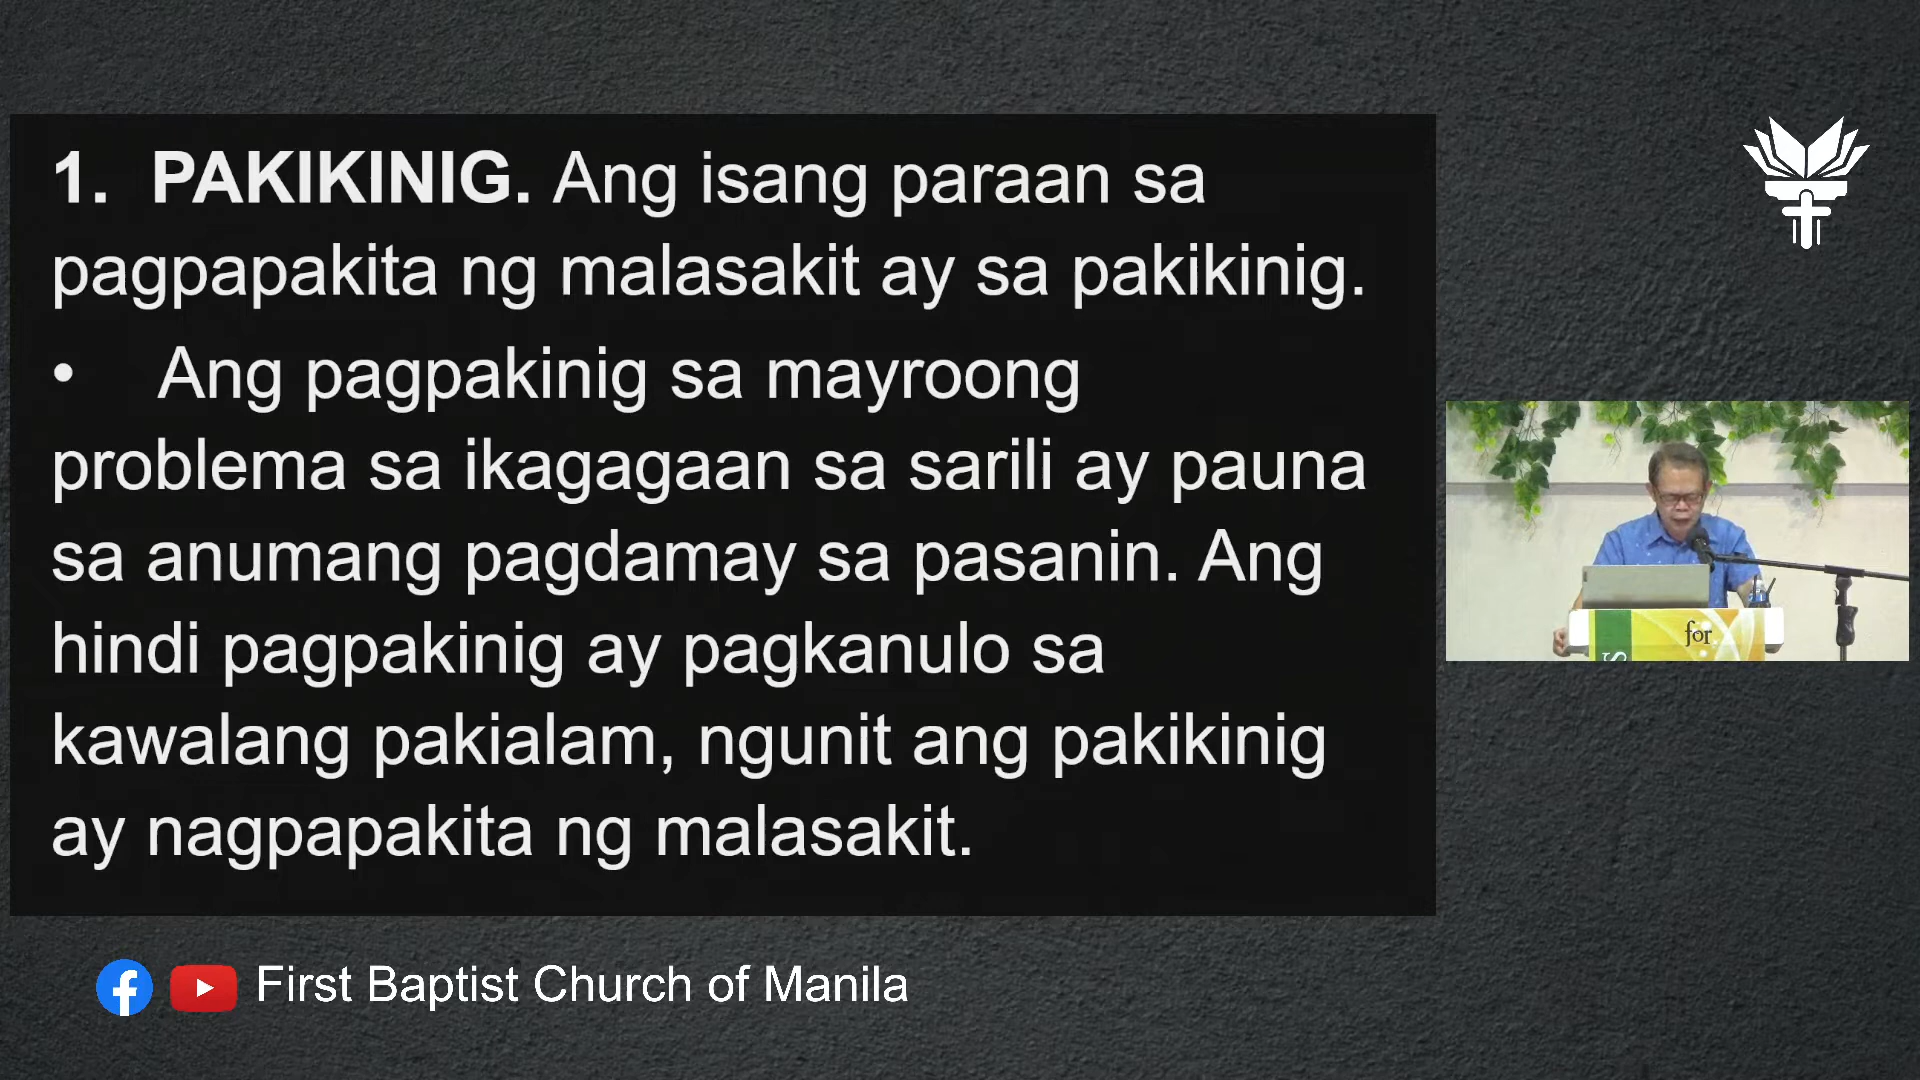 1. PAKIKINIG. Ang isang paraan sa
pagpapakita ng malasakit ay sa pakikinig.
• Ang pagpakinig sa mayroong
problema sa ikagagaan sa sarili ay pauna
sa anumang pagdamay sa pasanin. Ang
hindi pagpakinig ay pagkanulo sa
kawalang pakialam, ngunit ang pakikinig
ay nagpapakita ng malasakit.
for
S
First Baptist Church of Manila